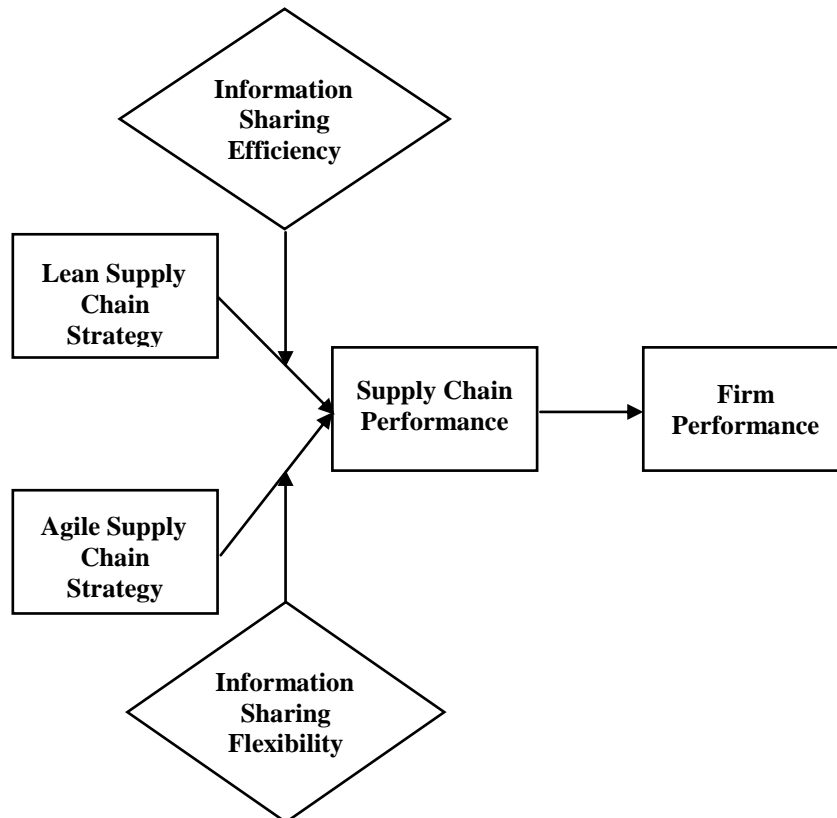 Information
Sharing
Efficiency
Lean Supply
Chain
Strategy
Supply Chain
Performance
Firm
Performance
Agile Supply
Chain
Strategy
Information
Sharing
Flexibility